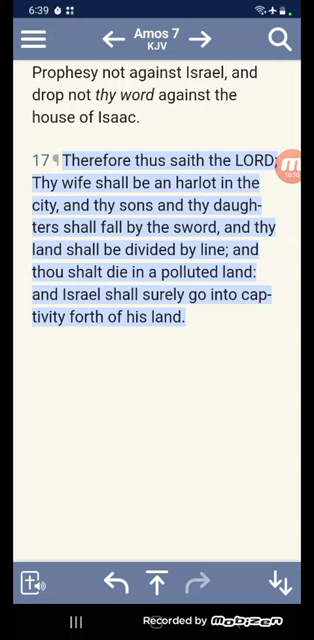 6:39
Amos 7
KJV
Prophesy not against Israel, and
drop not thy word against the
house of Isaac.
17 ¶ Therefore thus saith the LORD;
Thy wife shall be an harlot in the
city, and thy sons and thy daugh-
ters shall fall by the sword, and thy
land shall be divided by line; and
thou shalt die in a polluted land:
and Israel shall surely go into cap-
tivity forth of his land.
Recorded by mobizen